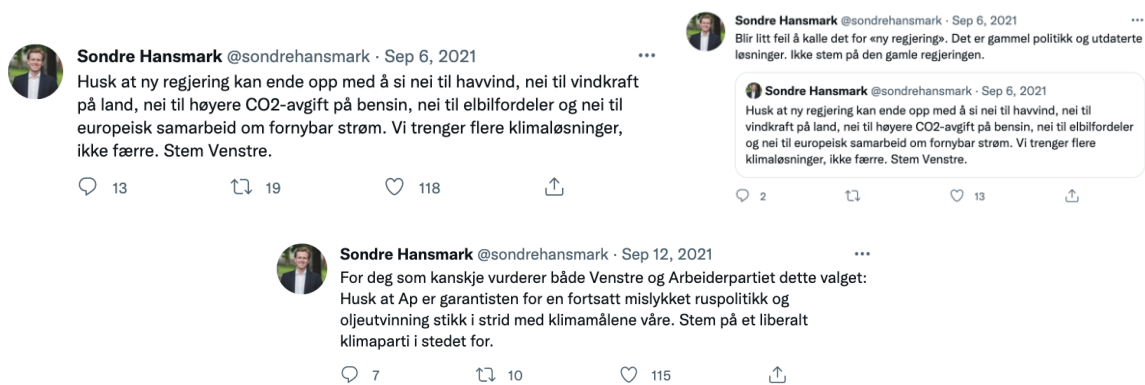 Sondre Hansmark @sondrehansmark · Sep 6, 2021
Husk at ny regjering kan ende opp med å si nei til havvind, nei til vindkraft
på land, nei til høyere CO2-avgift på bensin, nei til elbilfordeler og nei til
europeisk samarbeid om fornybar strøm. Vi trenger flere klimaløsninger,
ikke færre. Stem Venstre.
13 19 118
Sondre Hansmark @sondrehansmark · Sep 6, 2021
Blir litt feil å kalle det for «ny regjering». Det er gammel politikk og utdaterte
løsninger. Ikke stem på den gamle regjeringen.
Sondre Hansmark @sondrehansmark · Sep 6, 2021
Husk at ny regjering kan ende opp med å si nei til havvind, nei til
vindkraft på land, nei til høyere CO2-avgift på bensin, nei til elbilfordeler
og nei til europeisk samarbeid om fornybar strøm. Vi trenger flere
klimaløsninger, ikke færre. Stem Venstre.
2 13
Sondre Hansmark @sondrehansmark · Sep 12, 2021
For deg som kanskje vurderer både Venstre og Arbeiderpartiet dette valget:
Husk at Ap er garantisten for en fortsatt mislykket ruspolitikk og
oljeutvinning stikk i strid med klimamålene våre. Stem på et liberalt
klimaparti i stedet for.
7 10 115